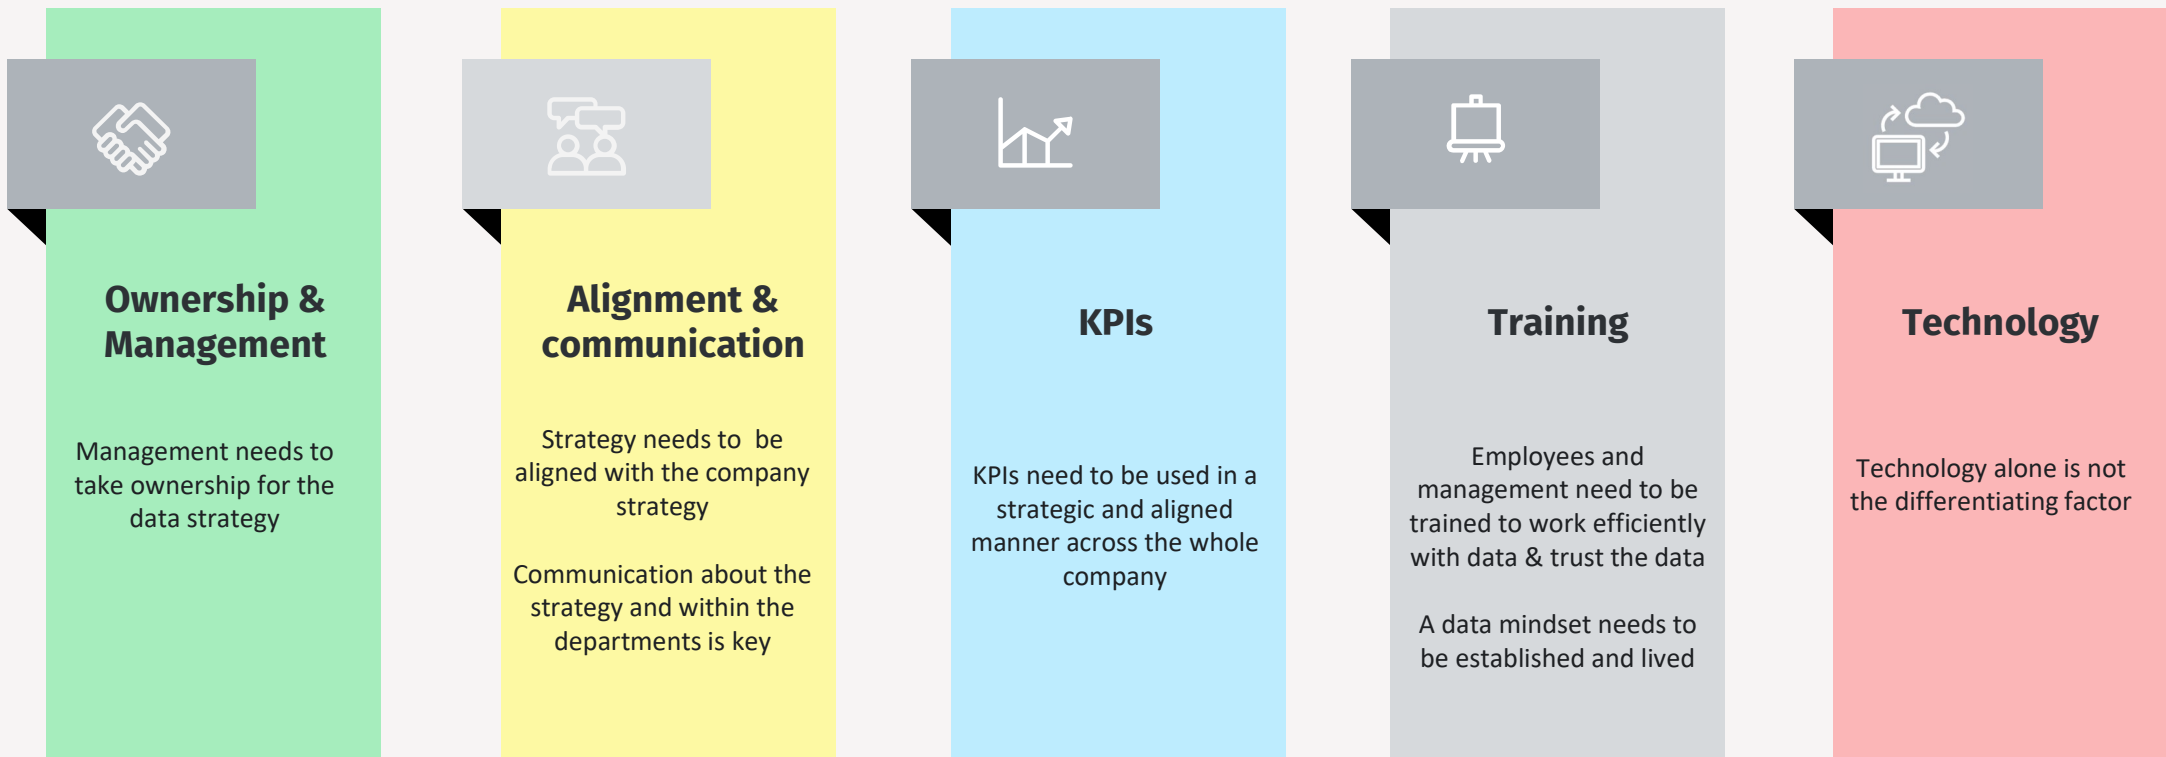 Ownership &
Management
Management needs to
take ownership for the
data strategy
Alignment &
communication
Strategy needs to  be
aligned with the company
strategy
Communication about the
strategy and within the
departments is key
KPIs
KPIs need to be used in a
strategic and aligned
manner across the whole
company
Training
Employees and
management need to be
trained to work efficiently
with data & trust the data
A data mindset needs to
be established and lived
Technology
Technology alone is not
the differentiating factor